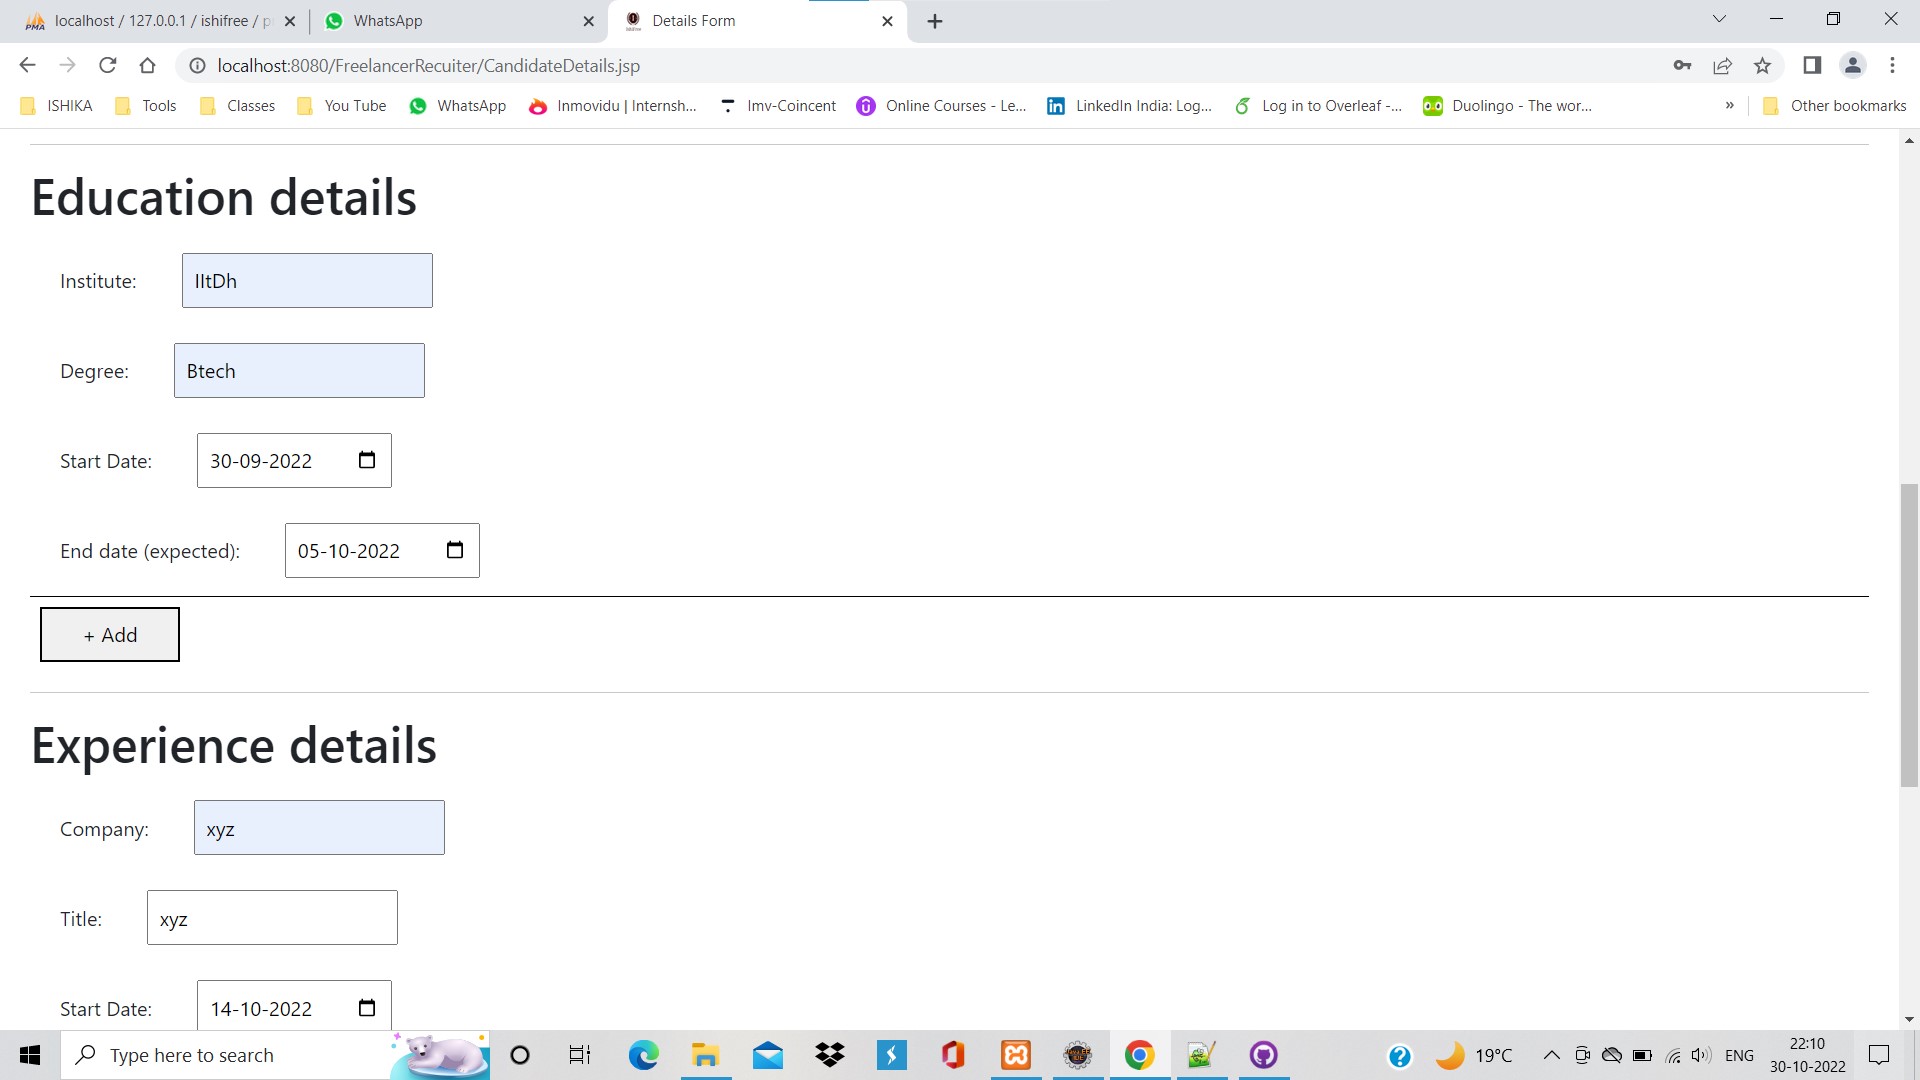 localhost / 127.0.0.1 / ishifree / p
WhatsApp
Details Form
localhost:8080/FreelancerRecuiter/CandidateDetails.jsp
ISHIKA
Tools
Classes
You Tube
WhatsApp
Inmovidu | Internsh...
Imv-Coincent
Online Courses - Le...
LinkedIn India: Log...
Log in to Overleaf -...
Duolingo - The wor...
»
Other bookmarks
Education details
Institute: IItDh
Degree: Btech
Start Date: 30-09-2022
End date (expected): 05-10-2022
+ Add
Experience details
Company: xyz
Title: xyz
Start Date: 14-10-2022
Type here to search
19°C
ENG
22:10
30-10-2022